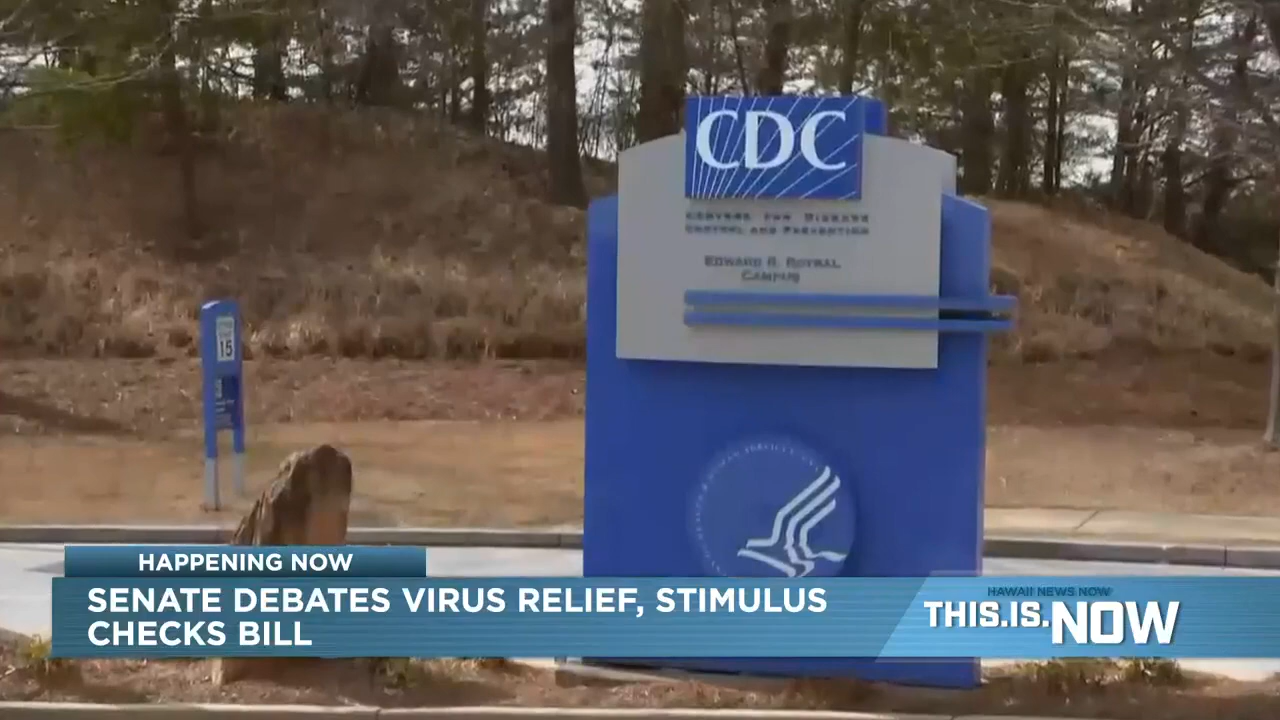 CDC
CENTERS FOR DISEASE
CONTROL AND PREVENTION
EDWARD R. ROYBAL
CAMPUS
15
HAPPENING NOW
SENATE DEBATES VIRUS RELIEF, STIMULUS
CHECKS BILL
HAWAII NEWS NOW
THIS.IS.NOW